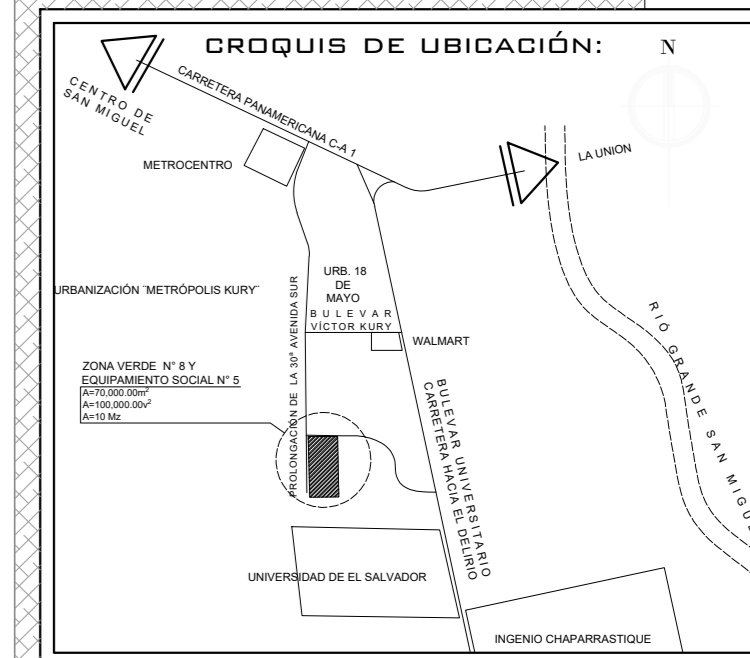 CROQUIS DE UBICACIÓN:
N
CENTRO DE
SAN MIGUEL
CARRETERA PANAMERICANA C-A 1
METROCENTRO
LA UNION
URBANIZACIÓN ¨METRÓPOLIS KURY¨
URB. 18
DE
MAYO
BULEVAR
VÍCTOR KURY
WALMART
RIÓ GRANDE SAN MIGUEL
ZONA VERDE N° 8 Y
EQUIPAMIENTO SOCIAL N° 5
A=70,000.00m²
A=100,000.00v²
A=10 Mz
PROLONGACIÓN DE LA 30ª AVENIDA SUR
BULEVAR UNIVERSITARIO
CARRETERA HACIA EL DELIRIO
UNIVERSIDAD DE EL SALVADOR
INGENIO CHAPARRASTIQUE